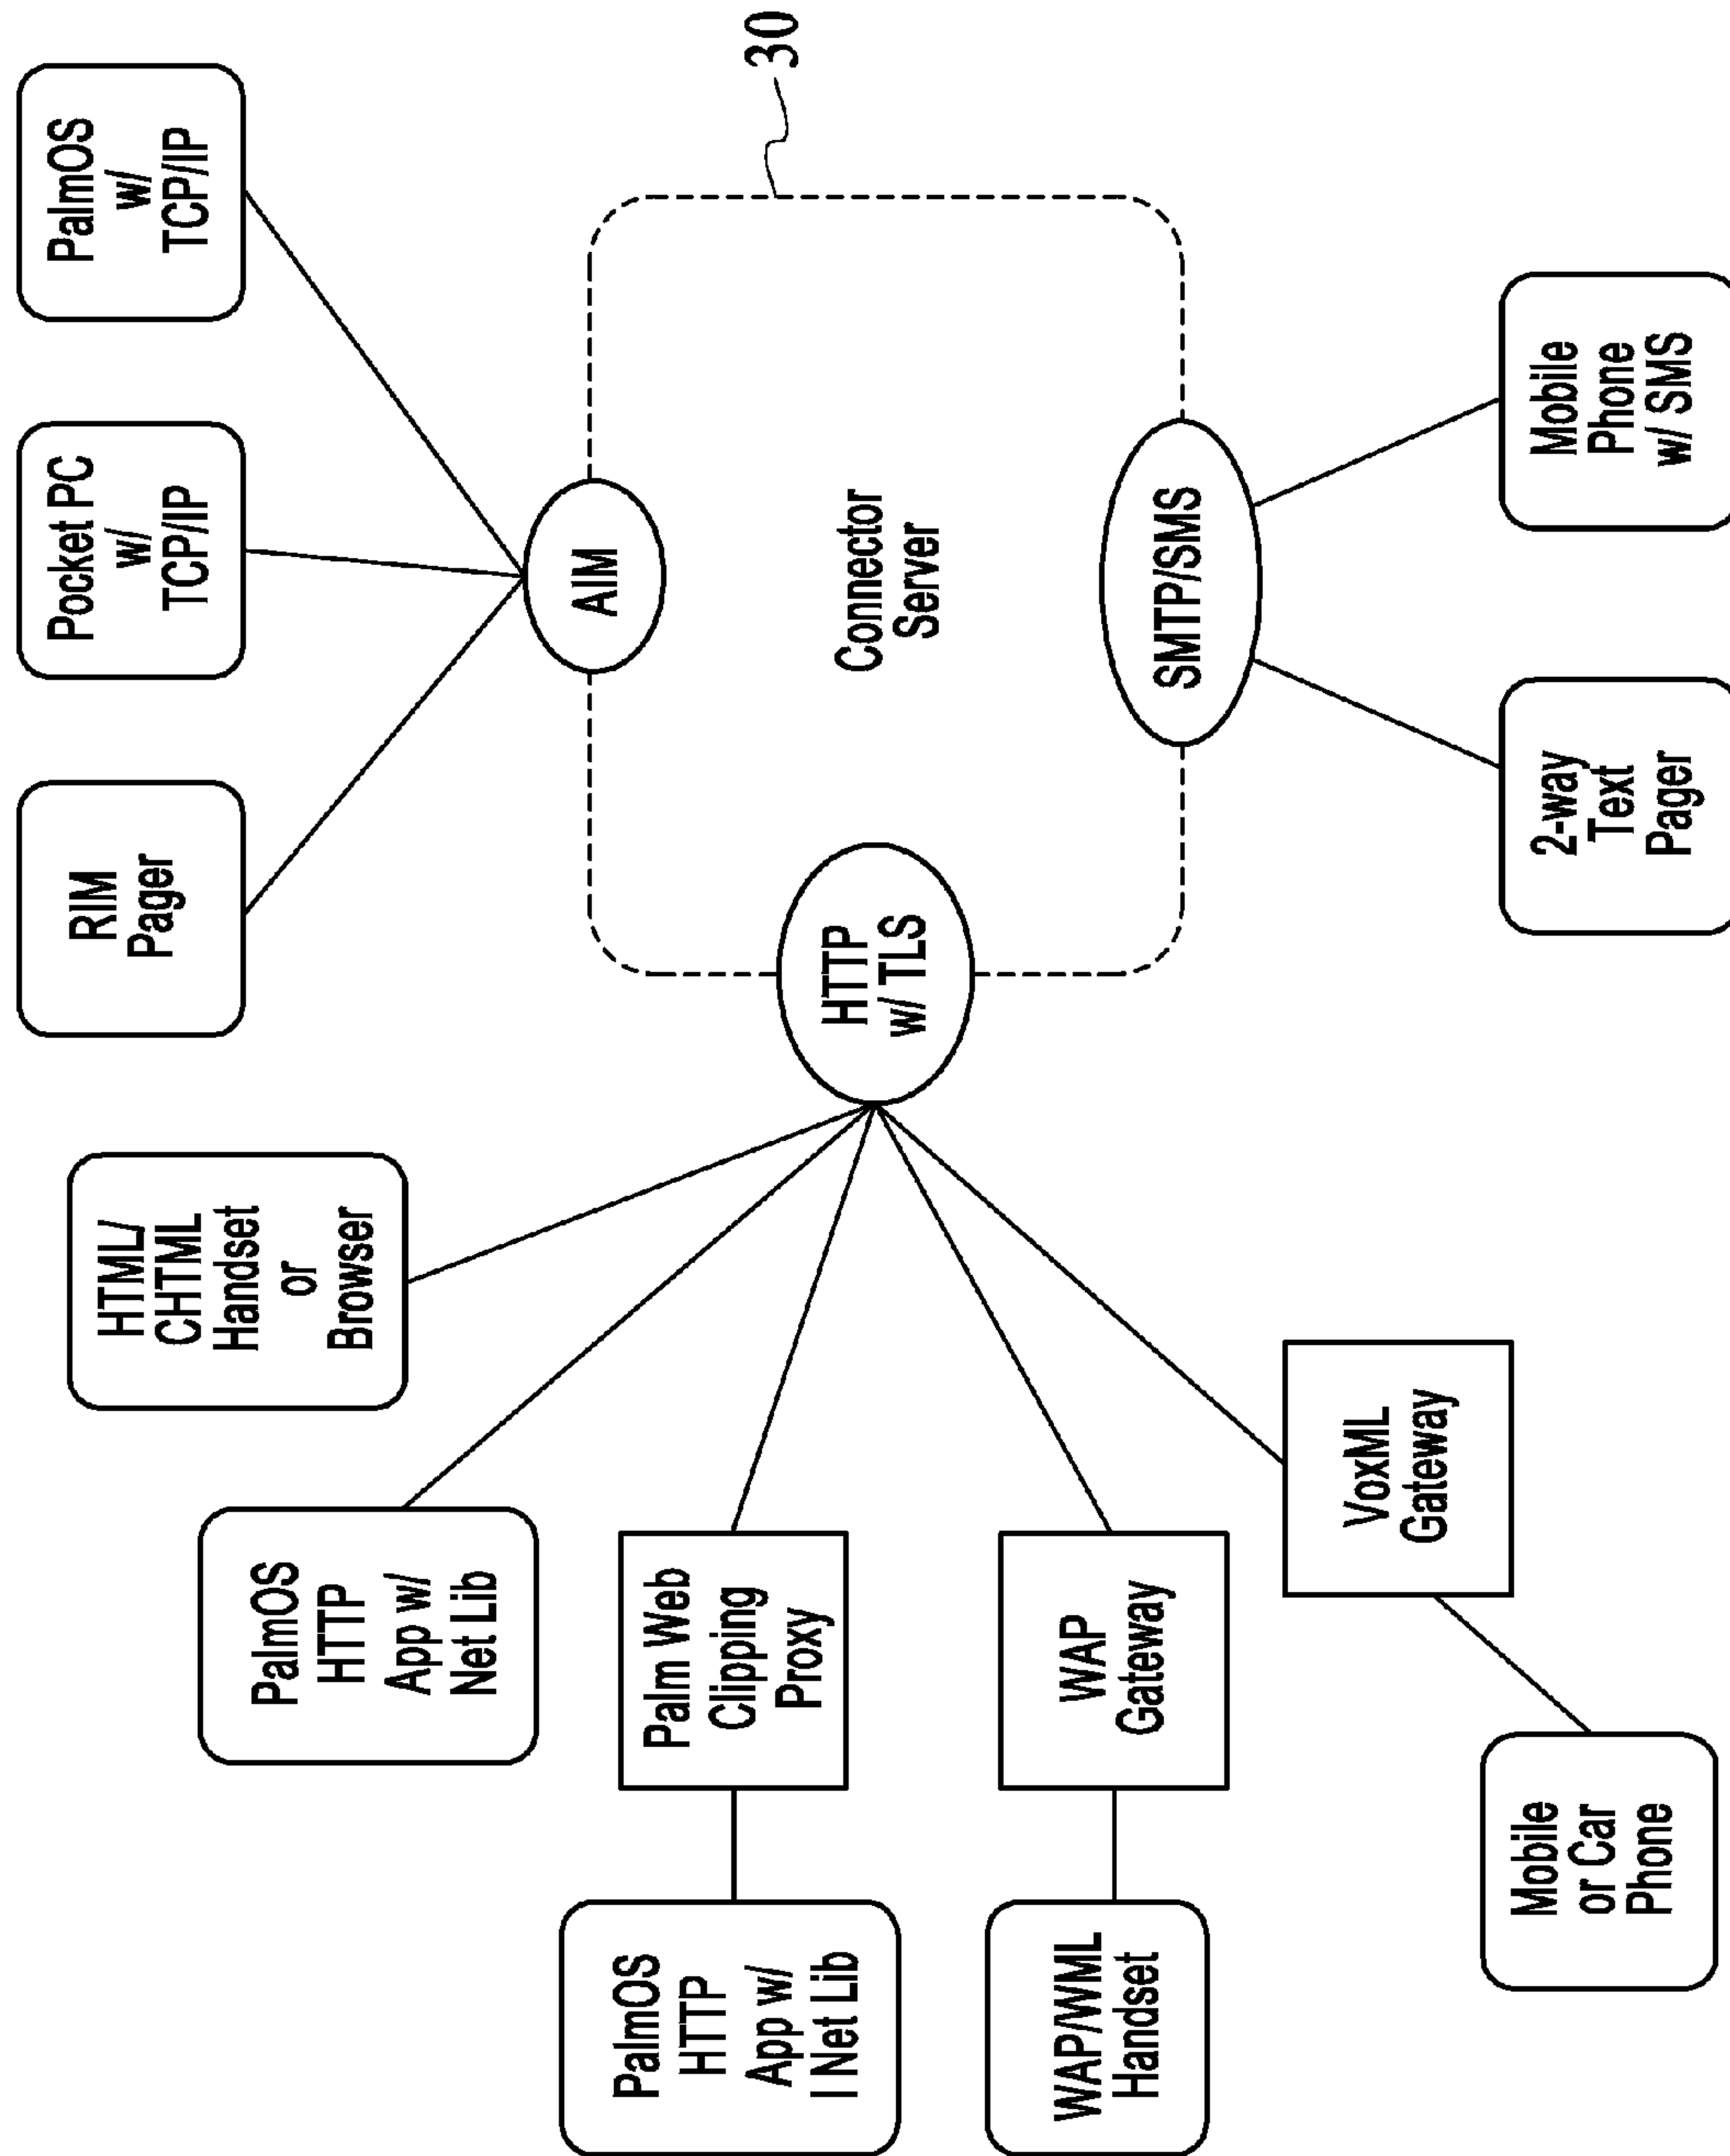 PalmOS
HTTP
App w/
I Net Lib
WAP/WML
Handset
Mobile
or Car
Phone
Palm Web
Clipping
Proxy
WAP
Gateway
VoxML
Gateway
PalmOS
HTTP
App w/
Net Lib
HTML/
CHTML
Handset
or
Browser
HTTP
w/ TLS
RIM
Pager
Pocket PC
w/
TCP/IP
PalmOS
w/
TCP/IP
AIM
Connector
Server
SMTP/SMS
2-way
Text
Pager
Mobile
Phone
w/ SMS
30